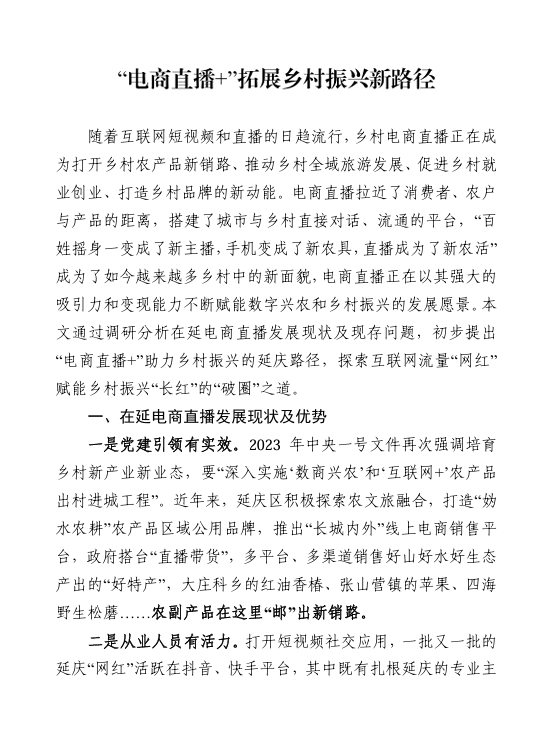 “电商直播+”拓展乡村振兴新路径
随着互联网短视频和直播的日趋流行，乡村电商直播正在成
为打开乡村农产品新销路、推动乡村全域旅游发展、促进乡村就
业创业、打造乡村品牌的新动能。电商直播拉近了消费者、农户
与产品的距离，搭建了城市与乡村直接对话、流通的平台，“百
姓摇身一变成了新主播，手机变成了新农具，直播成为了新农活”
成为了如今越来越多乡村中的新面貌，电商直播正在以其强大的
吸引力和变现能力不断赋能数字兴农和乡村振兴的发展愿景。本
文通过调研分析在延电商直播发展现状及现存问题，初步提出
“电商直播+”助力乡村振兴的延庆路径，探索互联网流量“网红”
赋能乡村振兴“长红”的“破圈”之道。
一、在延电商直播发展现状及优势
一是党建引领有实效。2023 年中央一号文件再次强调培育
乡村新产业新业态，要“深入实施‘数商兴农’和‘互联网+’农产品
出村进城工程”。近年来，延庆区积极探索农文旅融合，打造“妫
水农耕”农产品区域公用品牌，推出“长城内外”线上电商销售平
台，政府搭台“直播带货”，多平台、多渠道销售好山好水好生态
产出的“好特产”，大庄科乡的红油香椿、张山营镇的苹果、四海
野生松蘑……农副产品在这里“邮”出新销路。
二是从业人员有活力。打开短视频社交应用，一批又一批的
延庆“网红”活跃在抖音、快手平台，其中既有扎根延庆的专业主